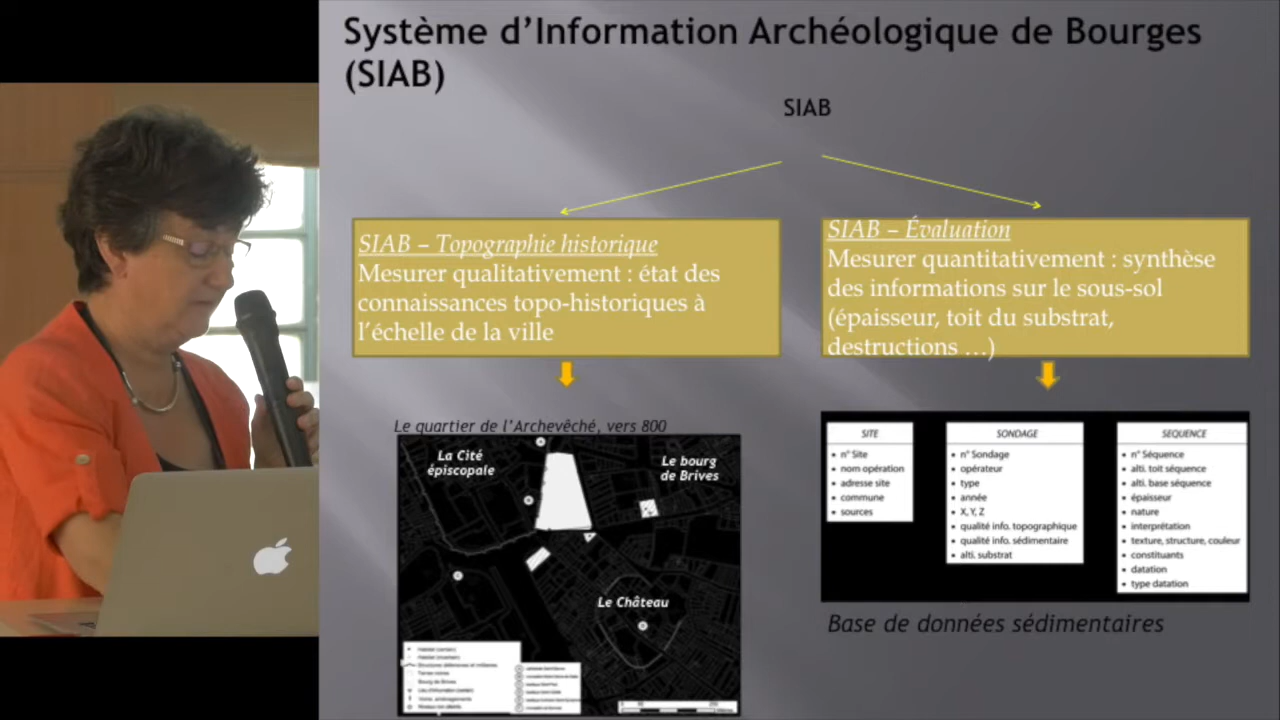 Système d'Information Archéologique de Bourges
(SIAB)
SIAB
SIAB – Topographie historique
Mesurer qualitativement : état des
connaissances topo-historiques à
l'échelle de la ville
SIAB – Évaluation
Mesurer quantitativement : synthèse
des informations sur le sous-sol
(épaisseur, toit du substrat,
destructions …)
Le quartier de l'Archevêché, vers 800
La Cité
épiscopale
Le bourg
de Brives
Le Château
SITE
• n° Site
• nom opération
• adresse site
• commune
• sources
SONDAGE
• n° Sondage
• opérateur
• type
• année
• X, Y, Z
• qualité info. topographique
• qualité info. sédimentaire
• alti. substrat
SEQUENCE
• n° Séquence
• alti. toit séquence
• alti. base séquence
• épaisseur
• nature
• interprétation
• texture, structure, couleur
• constituants
• datation
• type datation
Base de données sédimentaires